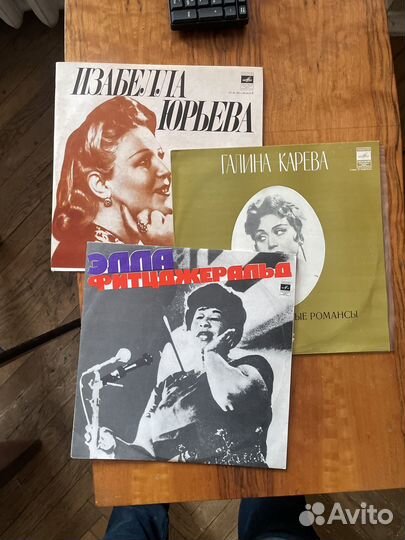 ИЗАБЕЛЛА
ЮРЬЕВА
ГАЛИНА КАРЕВА
ЫЕ РОМАНСЫ
ЭЛЛА
ФИТЦДЖЕРАЛЬД
Avito